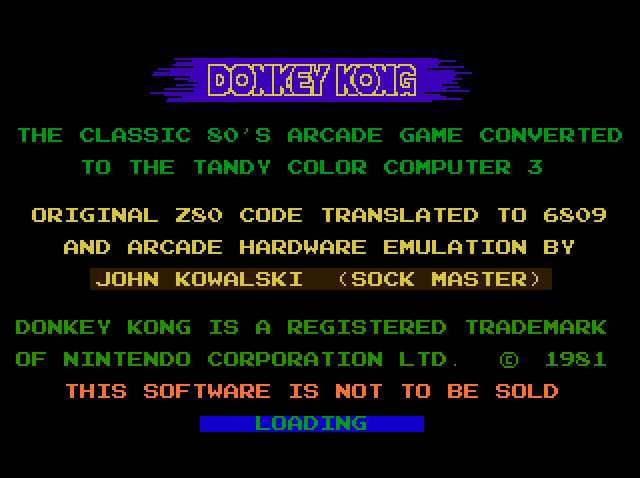 DONKEY KONG
THE CLASSIC 80'S ARCADE GAME CONVERTED
TO THE TANDY COLOR COMPUTER 3
ORIGINAL Z80 CODE TRANSLATED TO 6809
AND ARCADE HARDWARE EMULATION BY
JOHN KOWALSKI (SOCK MASTER)
DONKEY KONG IS A REGISTERED TRADEMARK
OF NINTENDO CORPORATION LTD. © 1981
THIS SOFTWARE IS NOT TO BE SOLD
LOADING